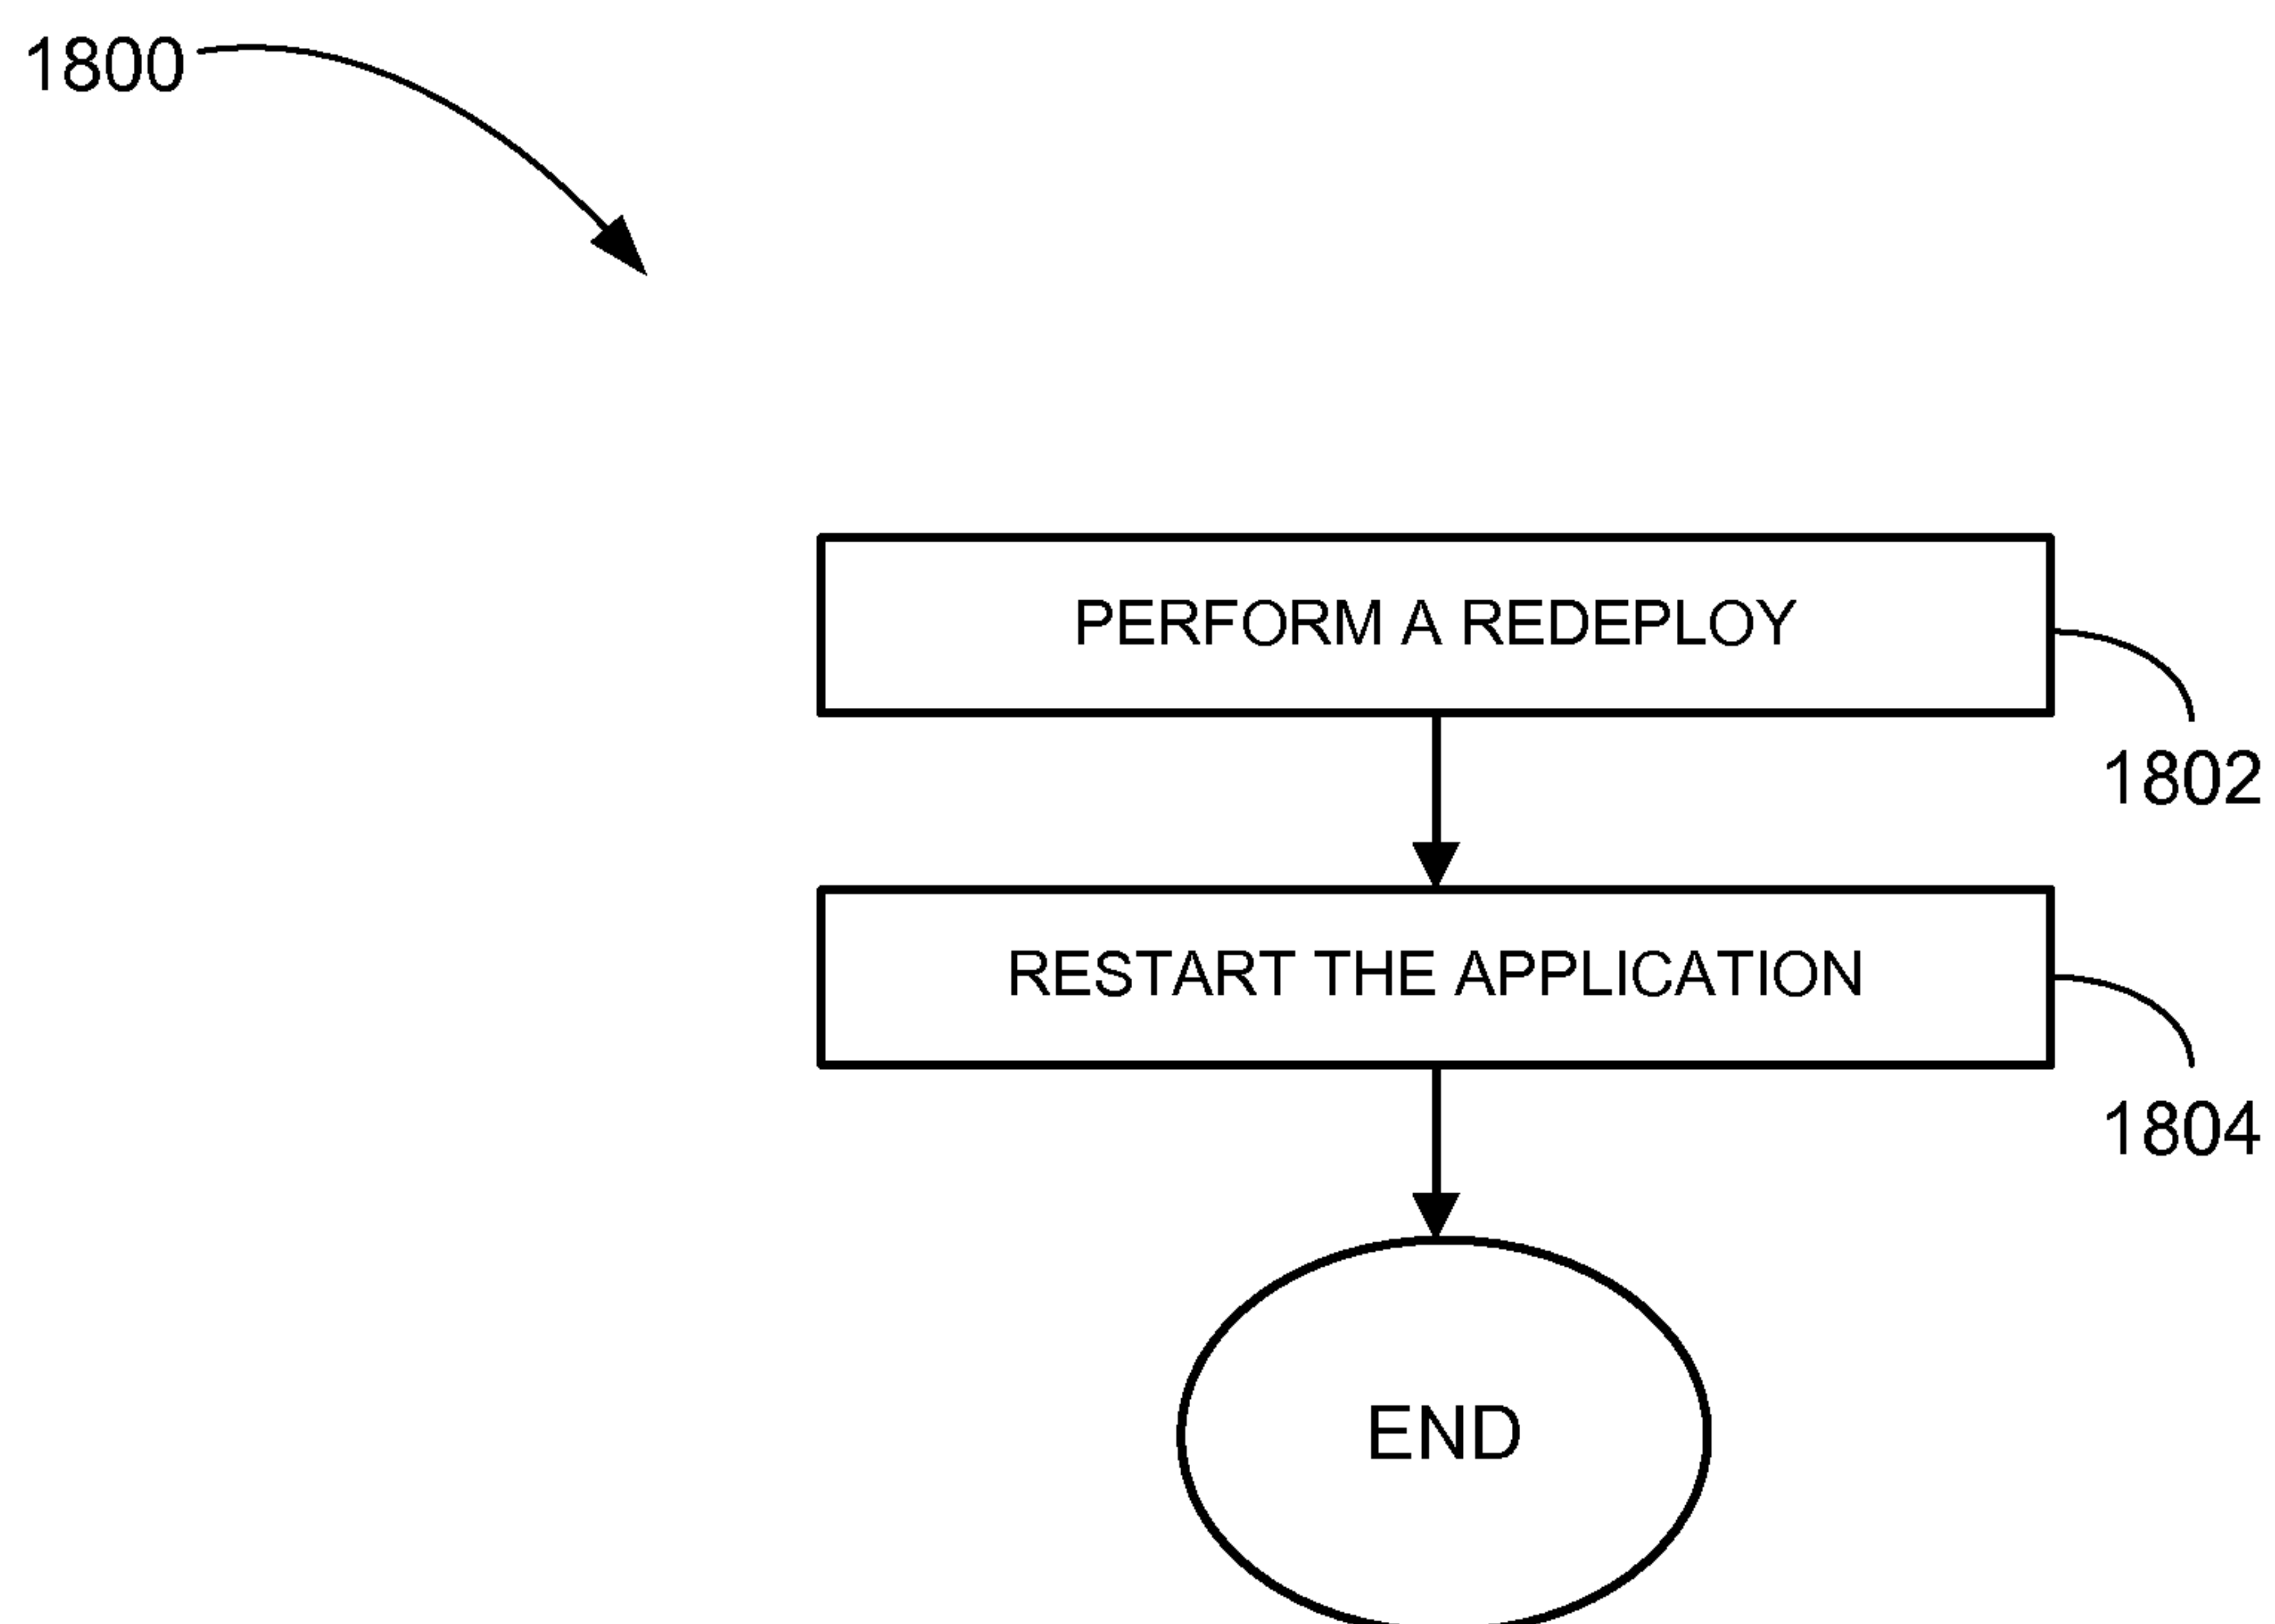 1800
PERFORM A REDEPLOY
1802
RESTART THE APPLICATION
1804
END